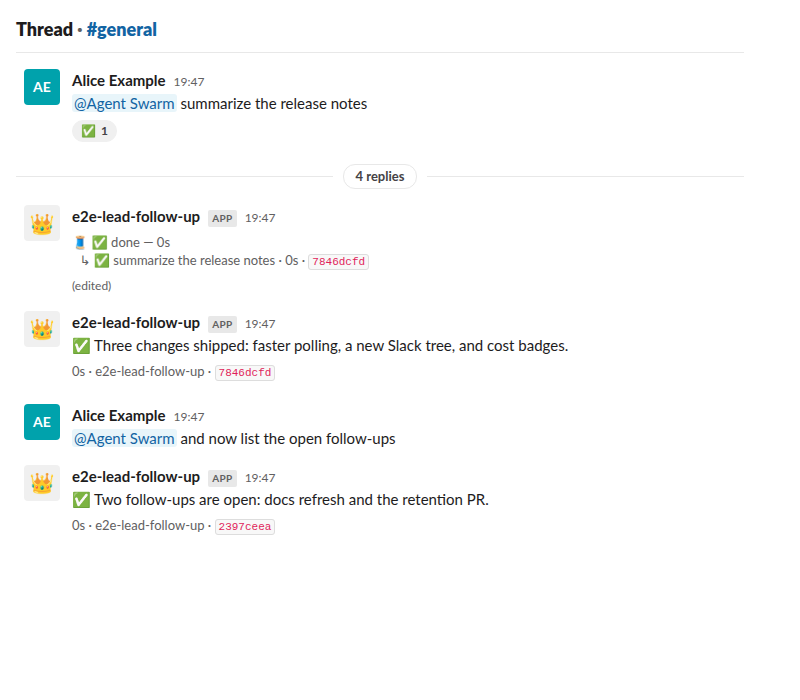 Thread • #general
AE
Alice Example 19:47
@Agent Swarm summarize the release notes
✅ 1
4 replies
e2e-lead-follow-up APP 19:47
🧵 ✅ done — 0s
↳ ✅ summarize the release notes · 0s · 7846dcfd
(edited)
e2e-lead-follow-up APP 19:47
✅ Three changes shipped: faster polling, a new Slack tree, and cost badges.
0s · e2e-lead-follow-up · 7846dcfd
AE
Alice Example 19:47
@Agent Swarm and now list the open follow-ups
e2e-lead-follow-up APP 19:47
✅ Two follow-ups are open: docs refresh and the retention PR.
0s · e2e-lead-follow-up · 2397ceea